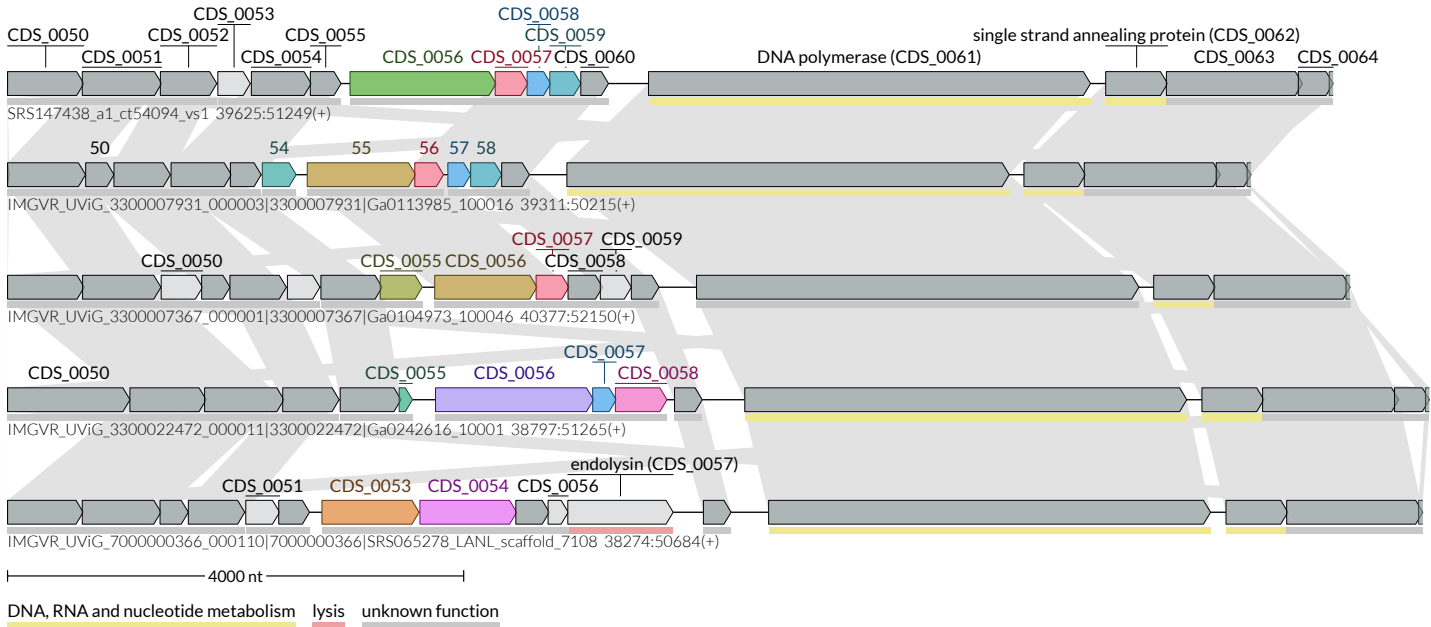 CDS_0053 CDS_0058
CDS_0050 CDS_0052 CDS_0055 CDS_0059 single strand annealing protein (CDS_0062)
CDS_0051 CDS_0054 CDS_0056 CDS_0057 CDS_0060 DNA polymerase (CDS_0061) CDS_0063 CDS_0064
SRS147438_a1_ct54094_vs1 39625:51249(+)
50 54 55 56 57 58
IMGVR_UViG_3300007931_000003|3300007931|Ga0113985_100016 39311:50215(+)
CDS_0057 CDS_0059
CDS_0050 CDS_0055 CDS_0056 CDS_0058
IMGVR_UViG_3300007367_000001|3300007367|Ga0104973_100046 40377:52150(+)
CDS_0057
CDS_0050 CDS_0055 CDS_0056 CDS_0058
IMGVR_UViG_3300022472_000011|3300022472|Ga0242616_10001 38797:51265(+)
endolysin (CDS_0057)
CDS_0051 CDS_0053 CDS_0054 CDS_0056
IMGVR_UViG_7000000366_000110|7000000366|SRS065278_LANL_scaffold_7108 38274:50684(+)
4000 nt
DNA, RNA and nucleotide metabolism lysis unknown function